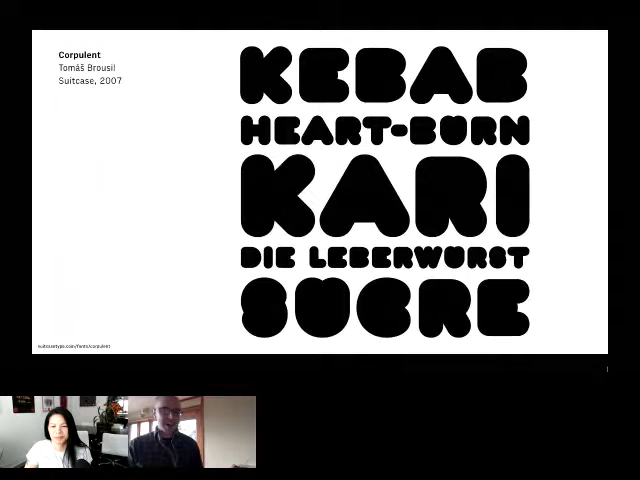 Corpulent
Tomáš Brousil
Suitcase, 2007
KEBAB
HEART-BURN
KARI
DIE LEBERWURST
SUCRE
suitcasetype.com/fonts/corpulent